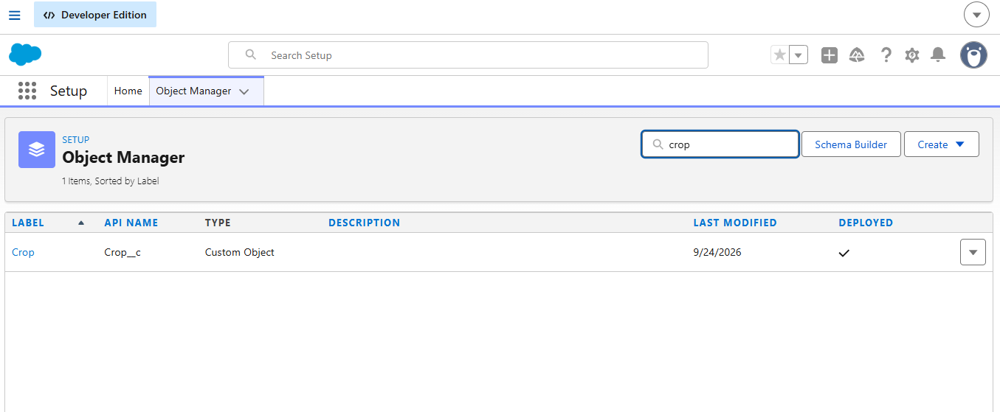 Developer Edition
Search Setup
Setup
Home
Object Manager
SETUP
Object Manager
1 Items, Sorted by Label
crop
Schema Builder
Create
LABEL API NAME TYPE DESCRIPTION LAST MODIFIED DEPLOYED
Crop Crop__c Custom Object 9/24/2026